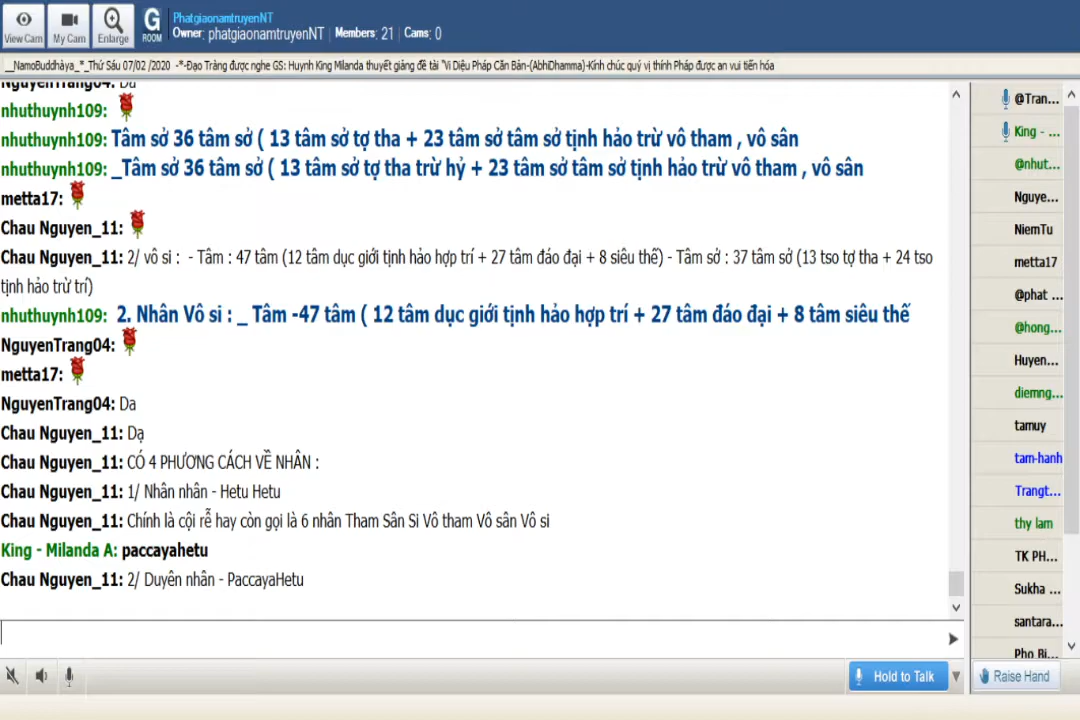 View Cam
My Cam
Enlarge
G
ROOM
PhatgiaonamtruyenNT
Owner: phatgiaonamtruyenNT | Members: 21 | Cams: 0
__NamoBuddhàya_*_Thứ Sáu 07/02 /2020 -*-Đạo Tràng được nghe GS: Huynh King Milanda thuyết giảng đề tài "Vi Diệu Pháp Căn Bản-(AbhiDhamma)-Kính chúc quý vị thính Pháp được an vui tiến hóa
NguyenTrang04: Da
nhuthuynh109:
nhuthuynh109: Tâm sở 36 tâm sở ( 13 tâm sở tợ tha + 23 tâm sở tâm sở tịnh hảo trừ vô tham , vô sân
nhuthuynh109: _Tâm sở 36 tâm sở ( 13 tâm sở tợ tha trừ hỷ + 23 tâm sở tâm sở tịnh hảo trừ vô tham , vô sân
metta17:
Chau Nguyen_11:
Chau Nguyen_11: 2/ vô si : - Tâm : 47 tâm (12 tâm dục giới tịnh hảo hợp trí + 27 tâm đáo đại + 8 siêu thế) - Tâm sở : 37 tâm sở (13 tso tợ tha + 24 tso
tịnh hảo trừ trí)
nhuthuynh109: 2. Nhân Vô si : _ Tâm -47 tâm ( 12 tâm dục giới tịnh hảo hợp trí + 27 tâm đáo đại + 8 tâm siêu thế
NguyenTrang04:
metta17:
NguyenTrang04: Da
Chau Nguyen_11: Dạ
Chau Nguyen_11: CÓ 4 PHƯƠNG CÁCH VỀ NHÂN :
Chau Nguyen_11: 1/ Nhân nhân - Hetu Hetu
Chau Nguyen_11: Chính là cội rễ hay còn gọi là 6 nhân Tham Sân Si Vô tham Vô sân Vô si
King - Milanda A: paccayahetu
Chau Nguyen_11: 2/ Duyên nhân - PaccayaHetu
@Tran...
King - ...
@nhut...
Nguye...
NiemTu
metta17
@phat ...
@hong...
Huyen...
diemng...
tamuy
tam-hanh
Trangt...
thy lam
TK PH...
Sukha ...
santara...
Pho Bi...
Hold to Talk
Raise Hand